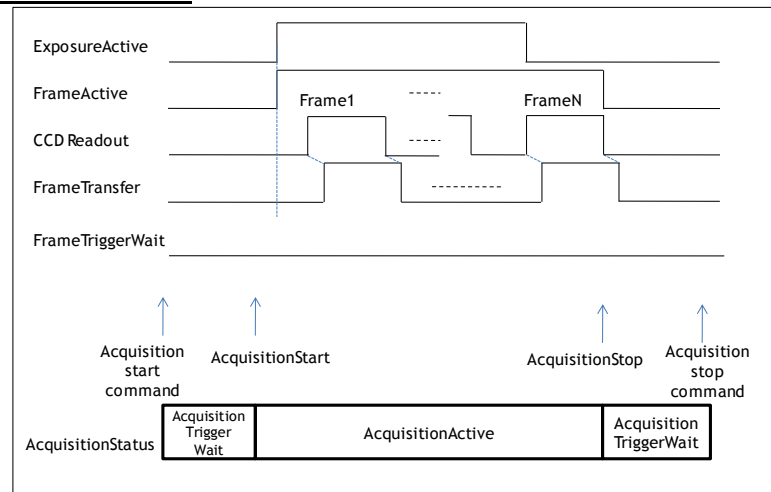 ExposureActive
FrameActive
Frame1
FrameN
CCD Readout
FrameTransfer
FrameTriggerWait
Acquisition
start
command
AcquisitionStart
AcquisitionStop
Acquisition
stop
command
AcquisitionStatus
Acquisition
Trigger
Wait
AcquisitionActive
Acquisition
TriggerWait